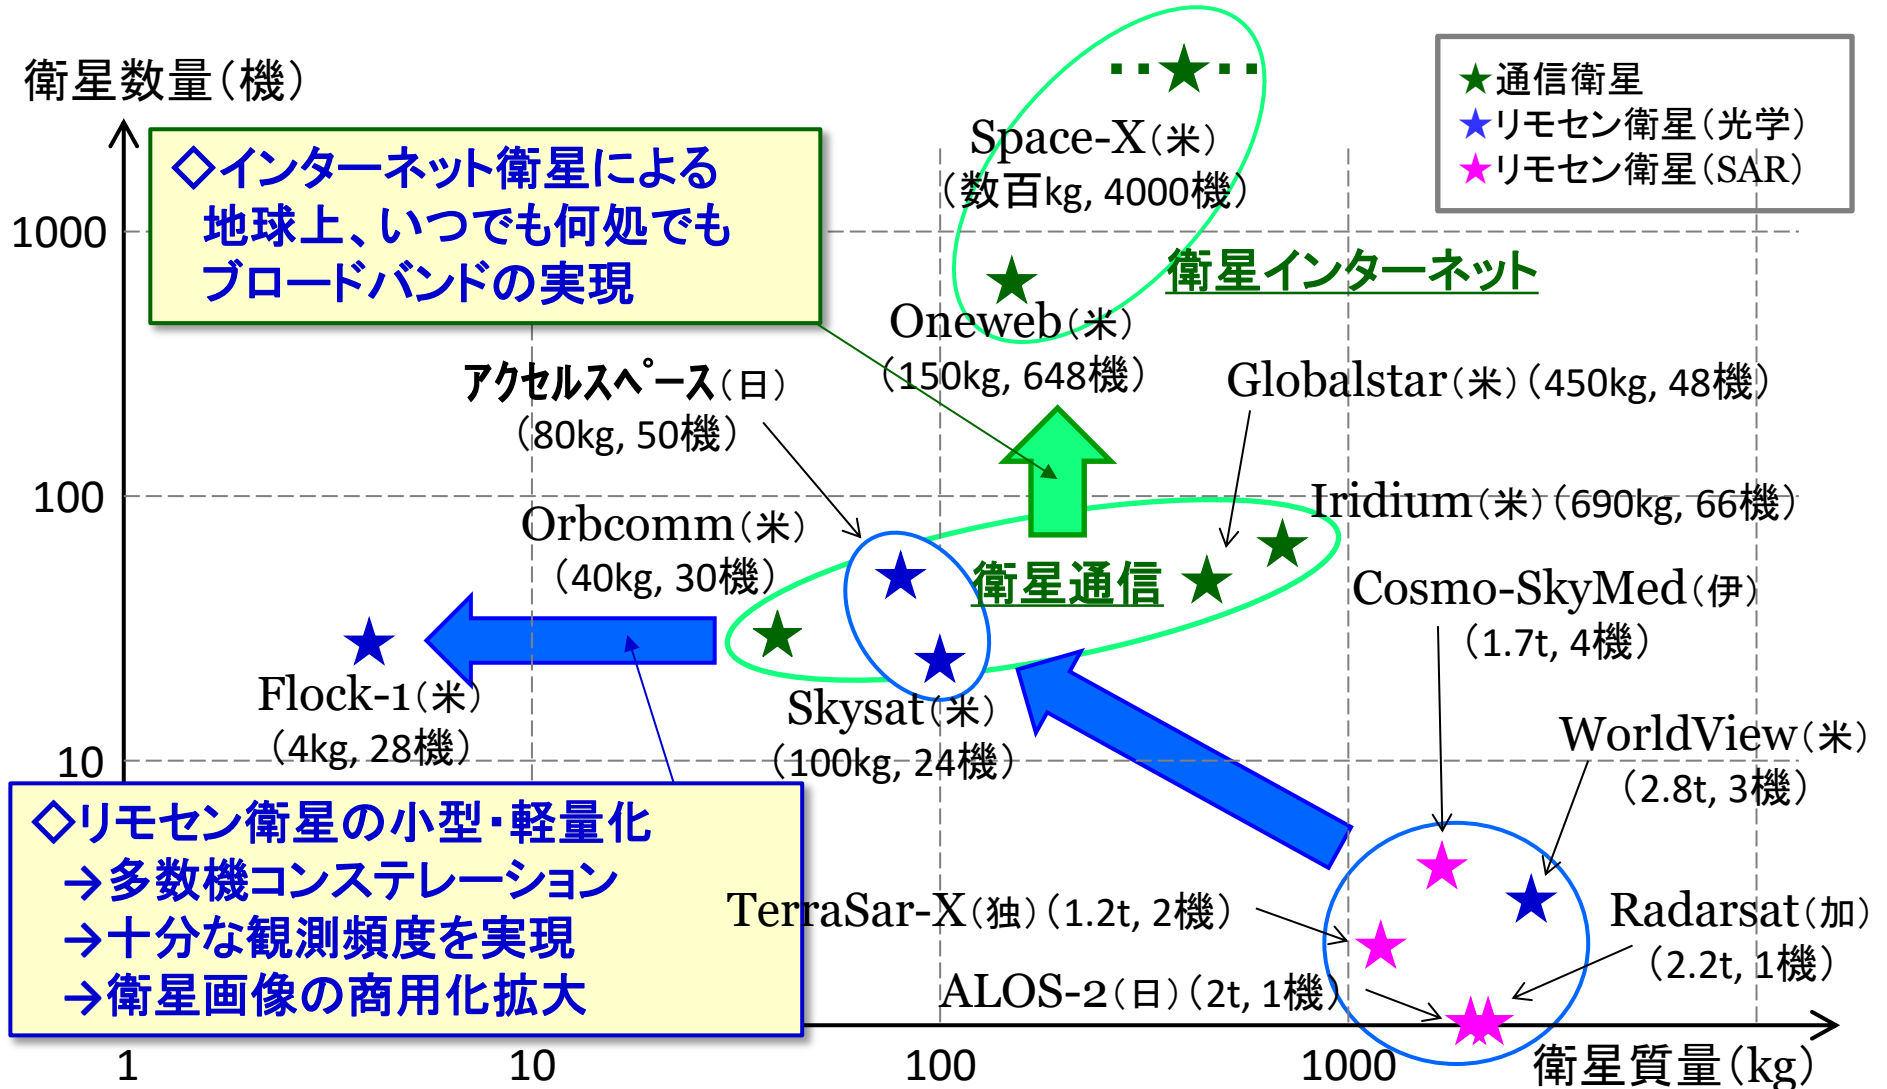 衛星数量(機)
★通信衛星
★リモセン衛星(光学)
★リモセン衛星(SAR)
◇インターネット衛星による
地球上、いつでも何処でも
ブロードバンドの実現
Space-X(米)
(数百kg, 4000機)
1000
衛星インターネット
Oneweb(米)
(150kg, 648機)
アクセルスペース(日)
(80kg, 50機)
Globalstar(米)(450kg, 48機)
100
Iridium(米)(690kg, 66機)
Orbcomm(米)
(40kg, 30機)
衛星通信
Cosmo-SkyMed(伊)
(1.7t, 4機)
Flock-1(米)
(4kg, 28機)
Skysat(米)
(100kg, 24機)
WorldView(米)
(2.8t, 3機)
10
◇リモセン衛星の小型・軽量化
→多数機コンステレーション
→十分な観測頻度を実現
→衛星画像の商用化拡大
TerraSar-X(独)(1.2t, 2機)
Radarsat(加)
(2.2t, 1機)
ALOS-2(日)(2t, 1機)
1
10
100
1000
衛星質量(kg)